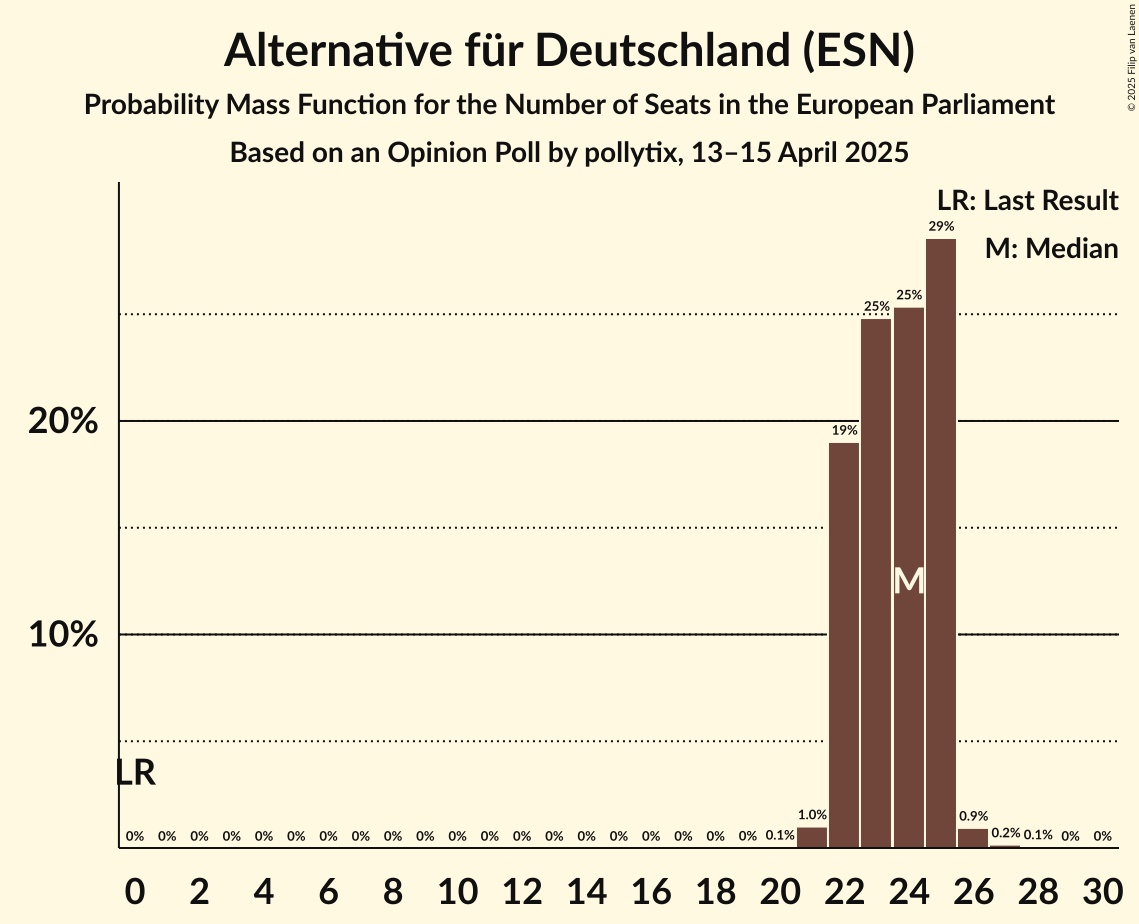 Alternative für Deutschland (ESN)
Probability Mass Function for the Number of Seats in the European Parliament
Based on an Opinion Poll by pollytix, 13–15 April 2025
© 2025 Filip van Laenen
LR: Last Result
M: Median
29%
25% 25%
20%
19%
M
10%
LR
0% 0% 0% 0% 0% 0% 0% 0% 0% 0% 0% 0% 0% 0% 0% 0% 0% 0% 0% 0% 0.1% 1.0% 0.9% 0.2% 0.1% 0% 0%
0 2 4 6 8 10 12 14 16 18 20 22 24 26 28 30